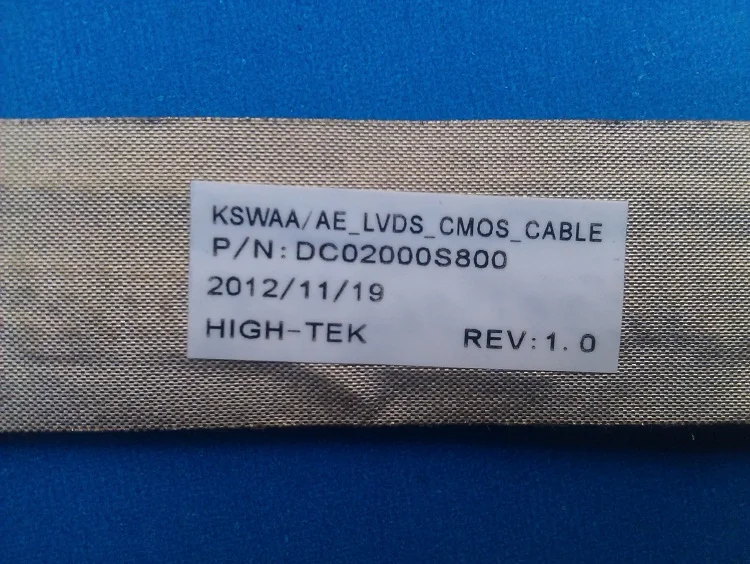 KSWAA/AE_LVDS_CMOS_CABLE
P/N:DC02000S800
2012/11/19
HIGH-TEK REV:1.0